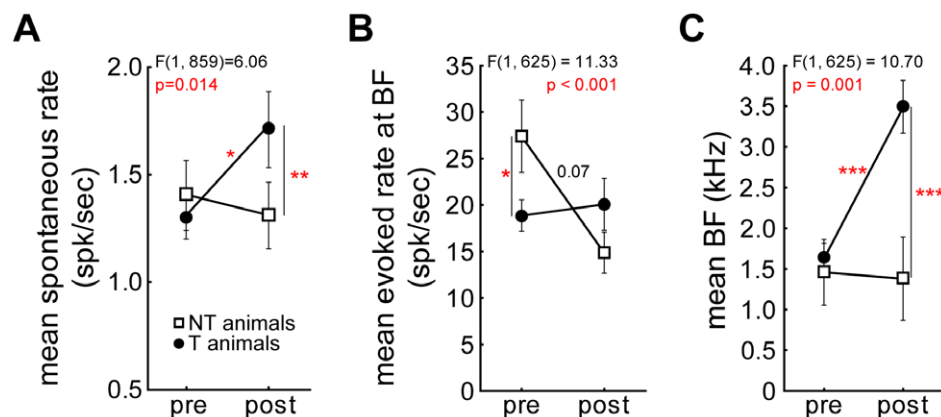 A
F(1, 859)=6.06
p=0.014
mean spontaneous rate
(spk/sec)
2.0
1.6
1.3
1.0
0.5
*
**
NT animals
T animals
pre
post
B
F(1, 625) = 11.33
p < 0.001
mean evoked rate at BF
(spk/sec)
35
30
25
20
15
10
5
0
*
0.07
pre
post
C
F(1, 625) = 10.70
p = 0.001
mean BF (kHz)
4.0
3.5
3.0
2.5
2.0
1.5
1.0
0.5
0
***
***
pre
post